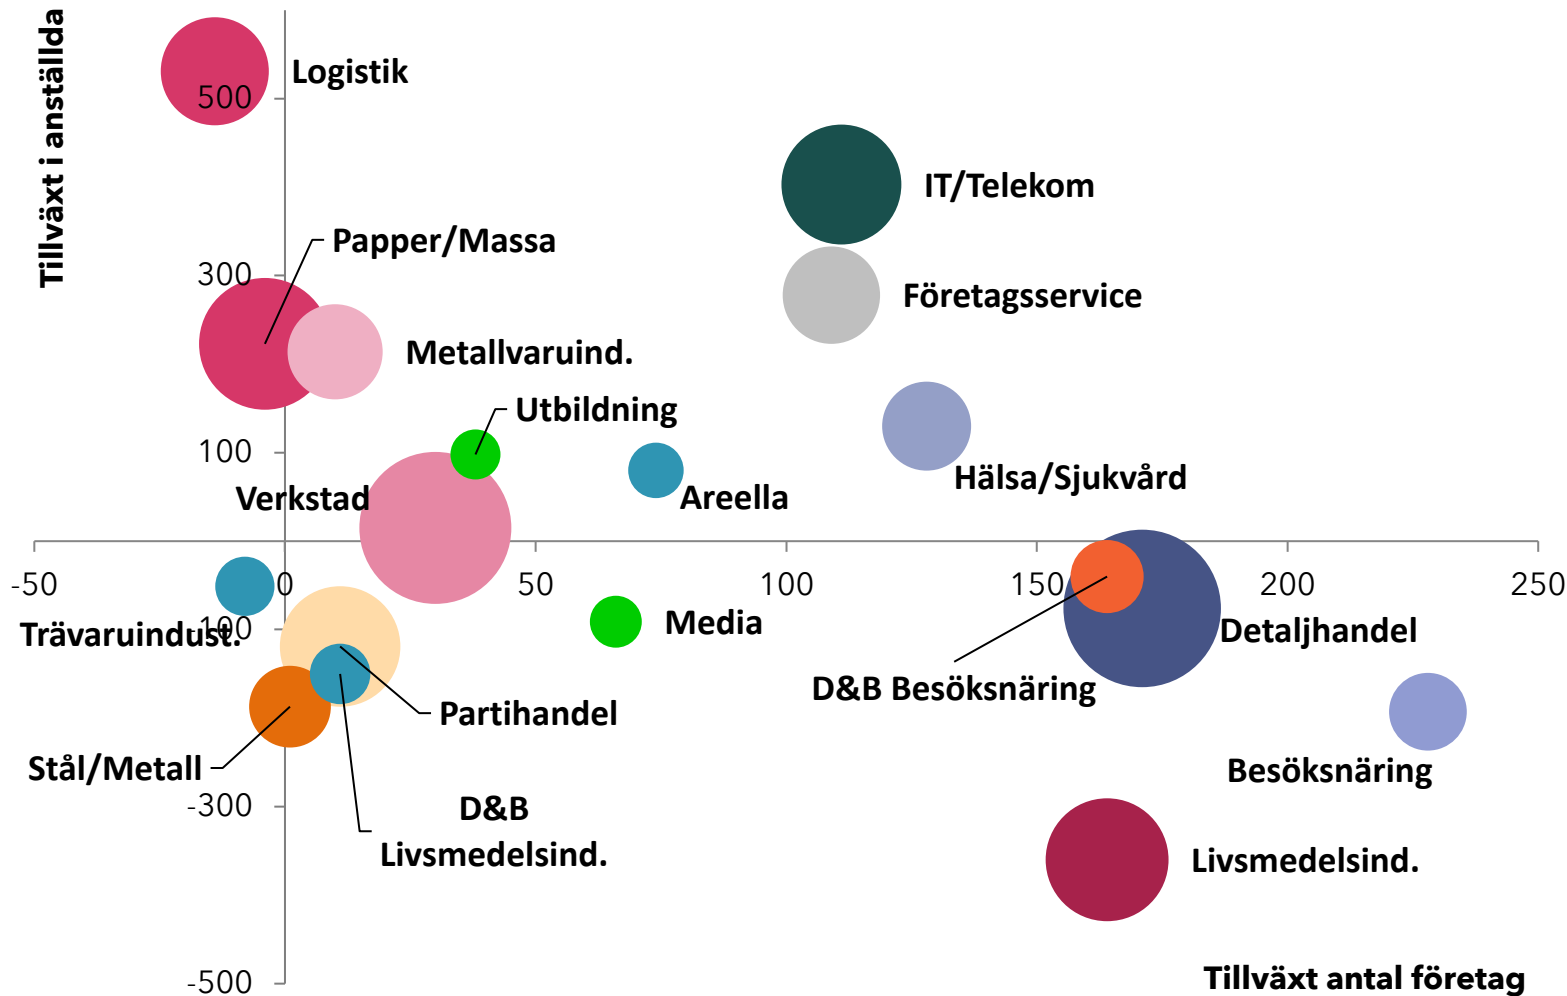 Tillväxt i anställda
Logistik
500
IT/Telekom
Papper/Massa
300
Företagsservice
Metallvaruind.
Utbildning
100
Hälsa/Sjukvård
Verkstad
Areella
-50
0
50
100
150
200
250
Media
Trävaruindust.
-100
Detaljhandel
D&B Besöksnäring
Partihandel
Stål/Metall
Besöksnäring
-300
D&B
Livsmedelsind.
Livsmedelsind.
Tillväxt antal företag
-500